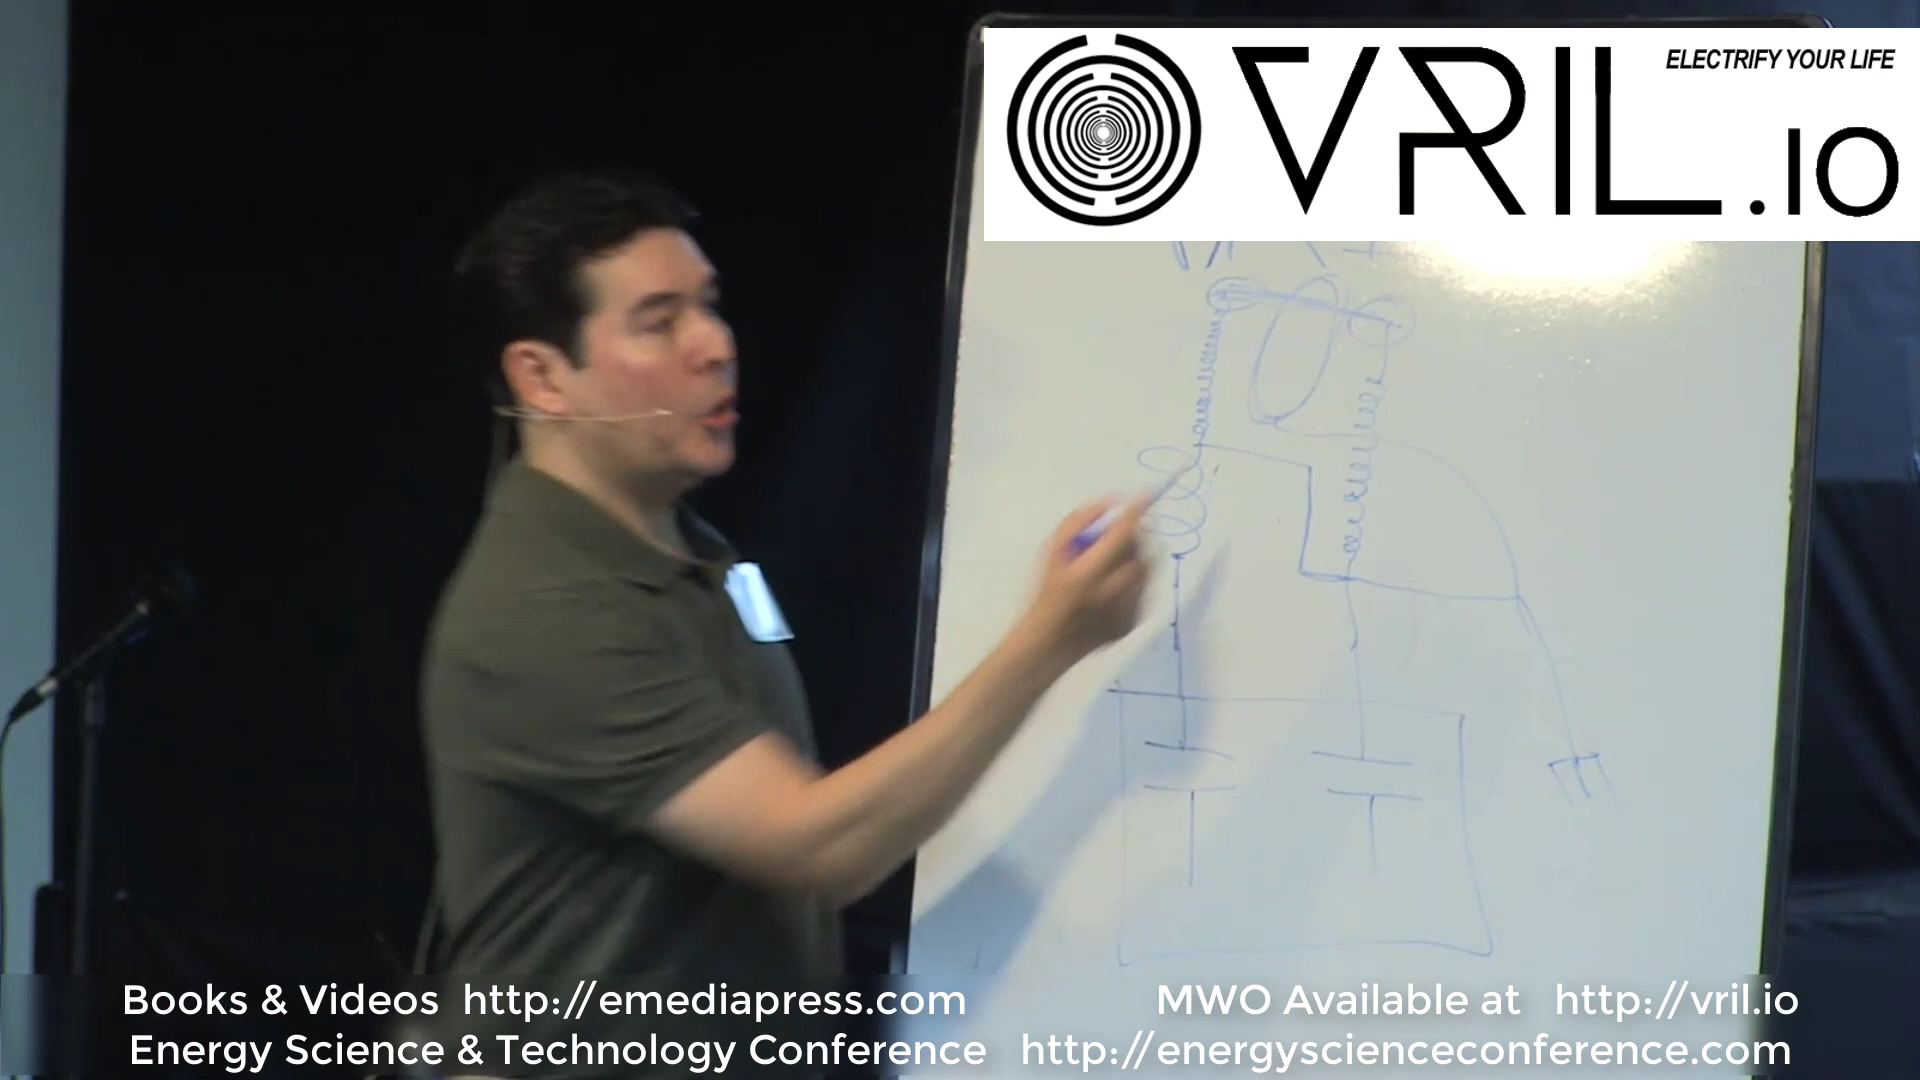 ELECTRIFY YOUR LIFE
VRIL.IO
Books & Videos http://emediapress.com
MWO Available at http://vril.io
Energy Science & Technology Conference http://energyscienceconference.com